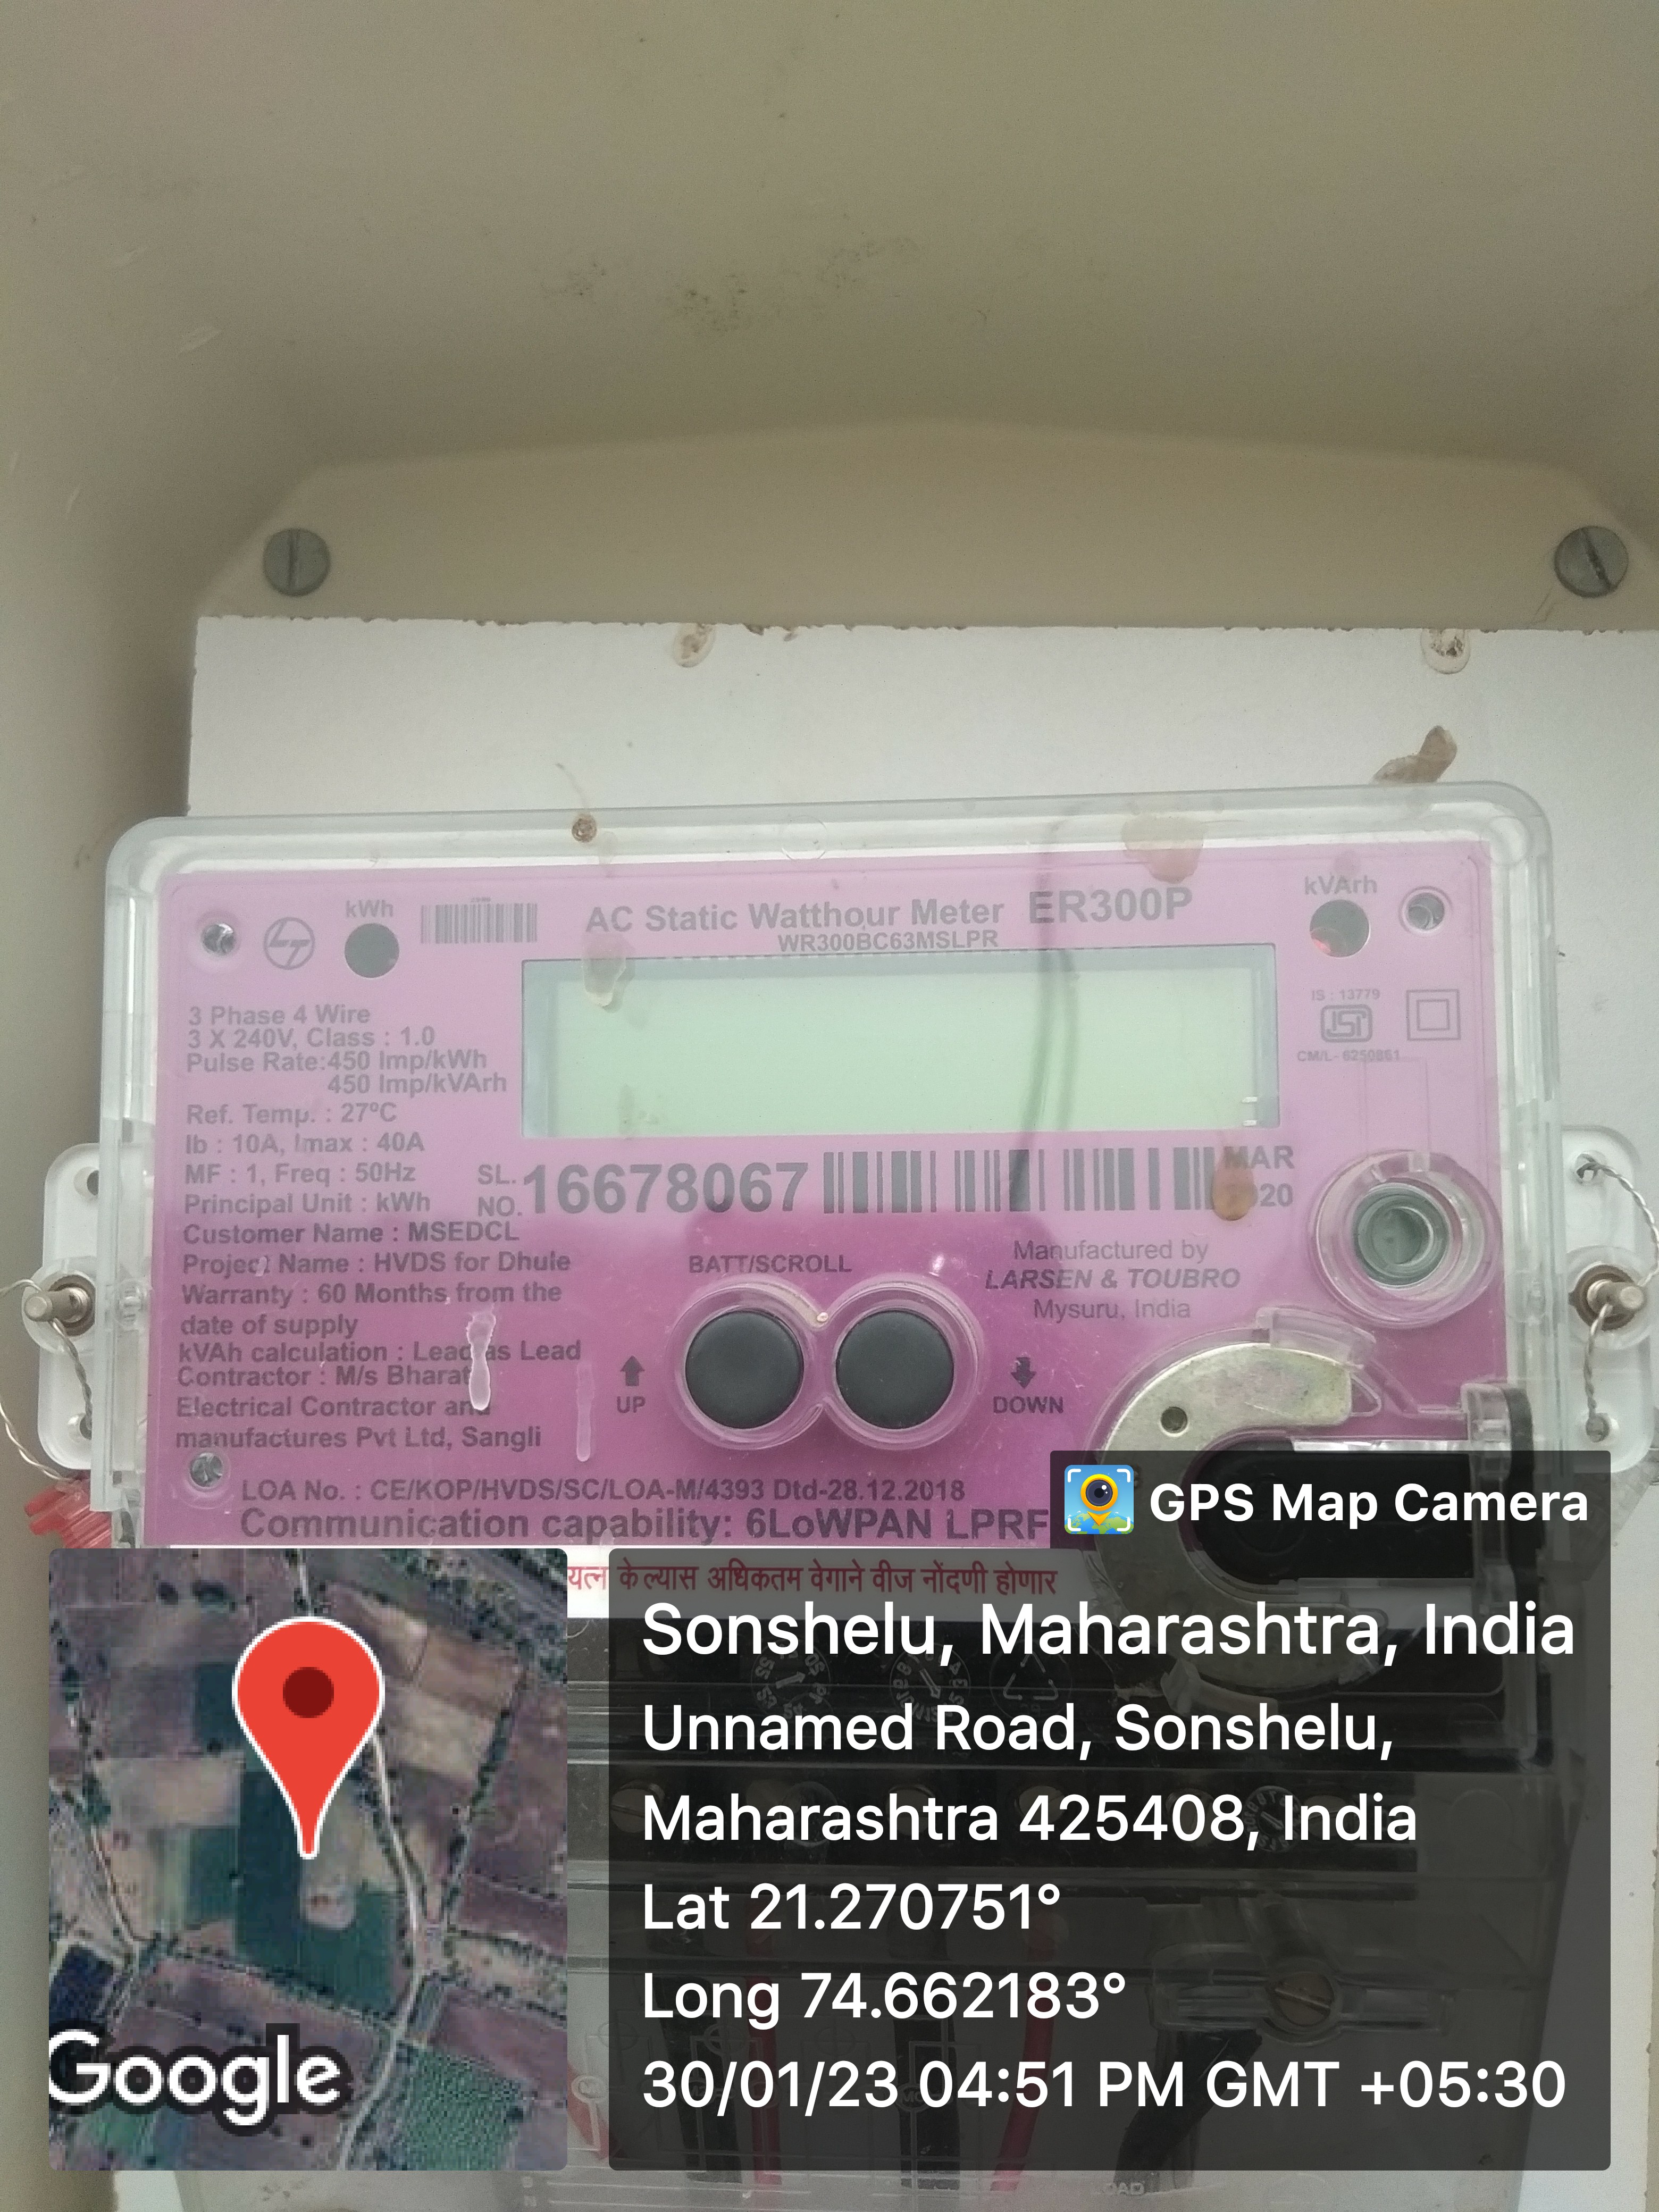 kWh
AC Static Watthour Meter ER300P
WR300BC63MSLPR
kVArh
3 Phase 4 Wire
3 X 240V, Class : 1.0
Pulse Rate:450 Imp/kWh
450 Imp/kVArh
Ref. Temp. : 27°C
Ib : 10A, Imax : 40A
MF : 1, Freq : 50Hz
Principal Unit : kWh
Customer Name : MSEDCL
Project Name : HVDS for Dhule
Warranty : 60 Months from the
date of supply
kVAh calculation : Lead as Lead
Contractor : M/s Bharat
Electrical Contractor and
manufactures Pvt Ltd, Sangli
IS : 13779
ISI
CM/L- 6250861
SL. NO. 16678067
MAR
BATT/SCROLL
UP
DOWN
Manufactured by
LARSEN & TOUBRO
Mysuru, India
LOA No. : CE/KOP/HVDS/SC/LOA-M/4393 Dtd-28.12.2018
Communication capability: 6LoWPAN LPRF
केल्यास अधिकतम वेगाने वीज नोंदणी होणार
GPS Map Camera
Sonshelu, Maharashtra, India
Unnamed Road, Sonshelu,
Maharashtra 425408, India
Lat 21.270751°
Long 74.662183°
30/01/23 04:51 PM GMT +05:30
Google
LOAD